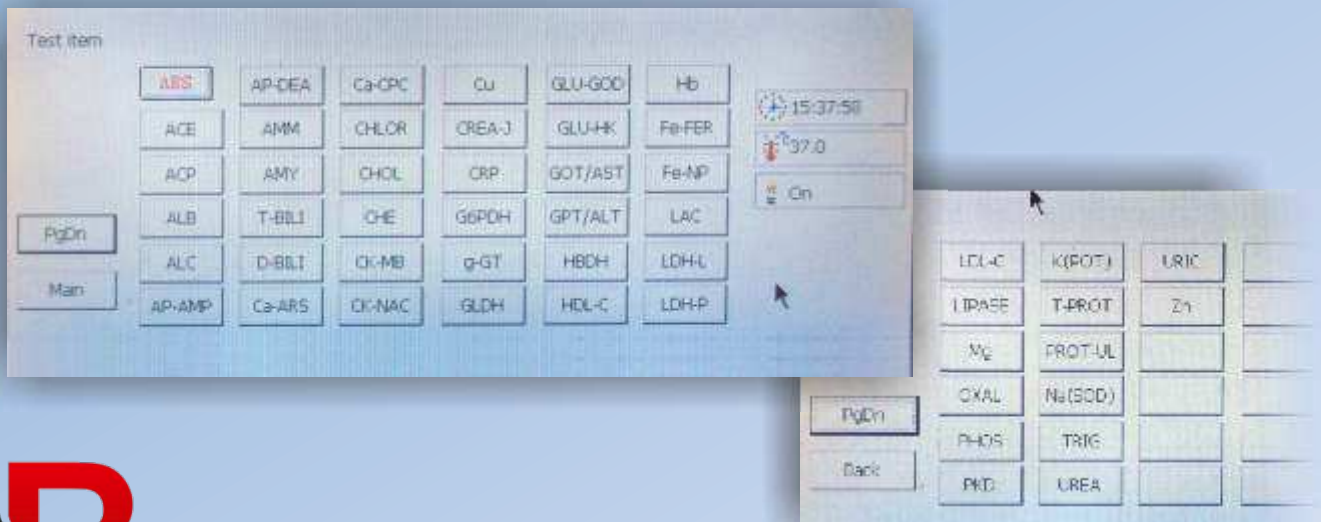 Test item
ABS AP-DEA Ca-CPC Cu GLU-GOD Hb
15:37:58
ACE AMM CHLOR CREA-J GLU-HK Fe-FER
37.0
ACP AMY CHOL CRP GOT/AST Fe-NP
On
PgDn
ALB T-BILI CHE G6PDH GPT/ALT LAC
Main
ALC D-BILI CK-MB g-GT HBDH LDH-L
AP-AMP Ca-ARS CK-NAC GLDH HDL-C LDH-P
LDL-C K(POT) URIC
LIPASE T-PROT Zn
Mg PROT-UL
OXAL Na(SOD)
PgDn
PHOS TRIG
Back
UREA